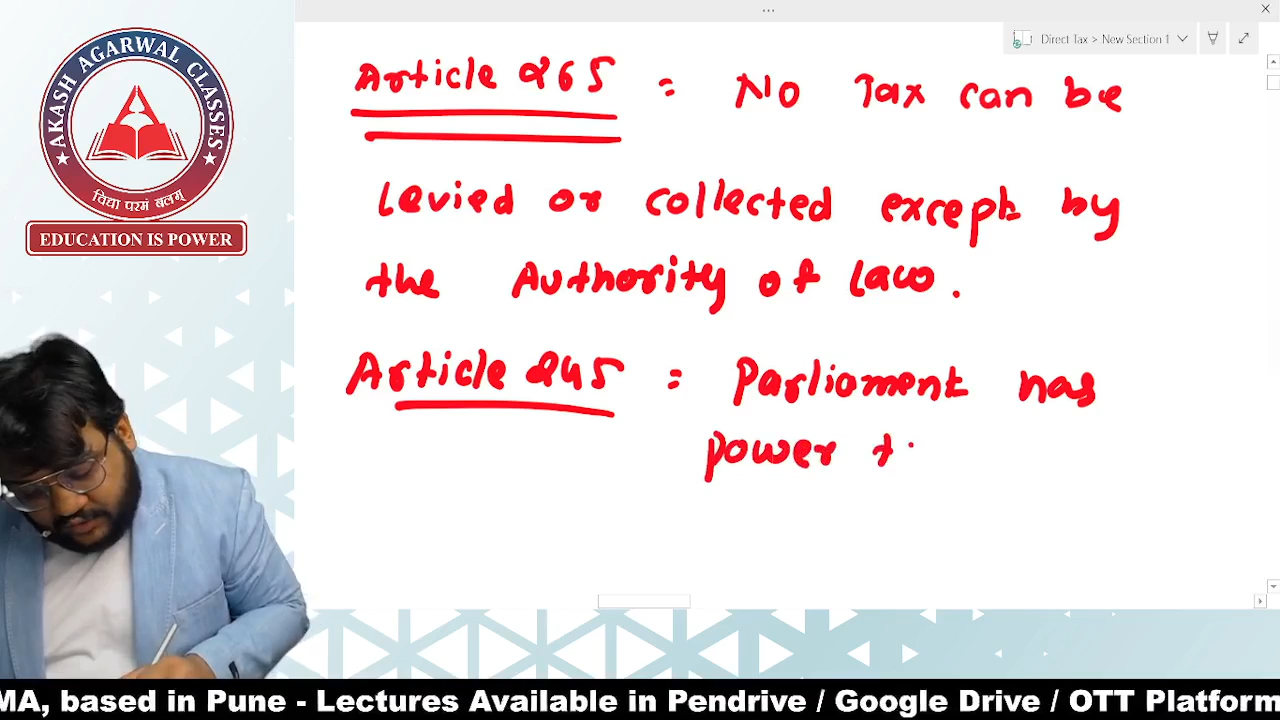 Direct Tax > New Section 1
AKASH AGARWAL CLASSES
विद्या परमं बलम्
EDUCATION IS POWER
Article 265 = No Tax can be
Levied or collected except by
the Authority of law.
Article 245 = Parliament has
power t
MA, based in Pune - Lectures Available in Pendrive / Google Drive / OTT Platform